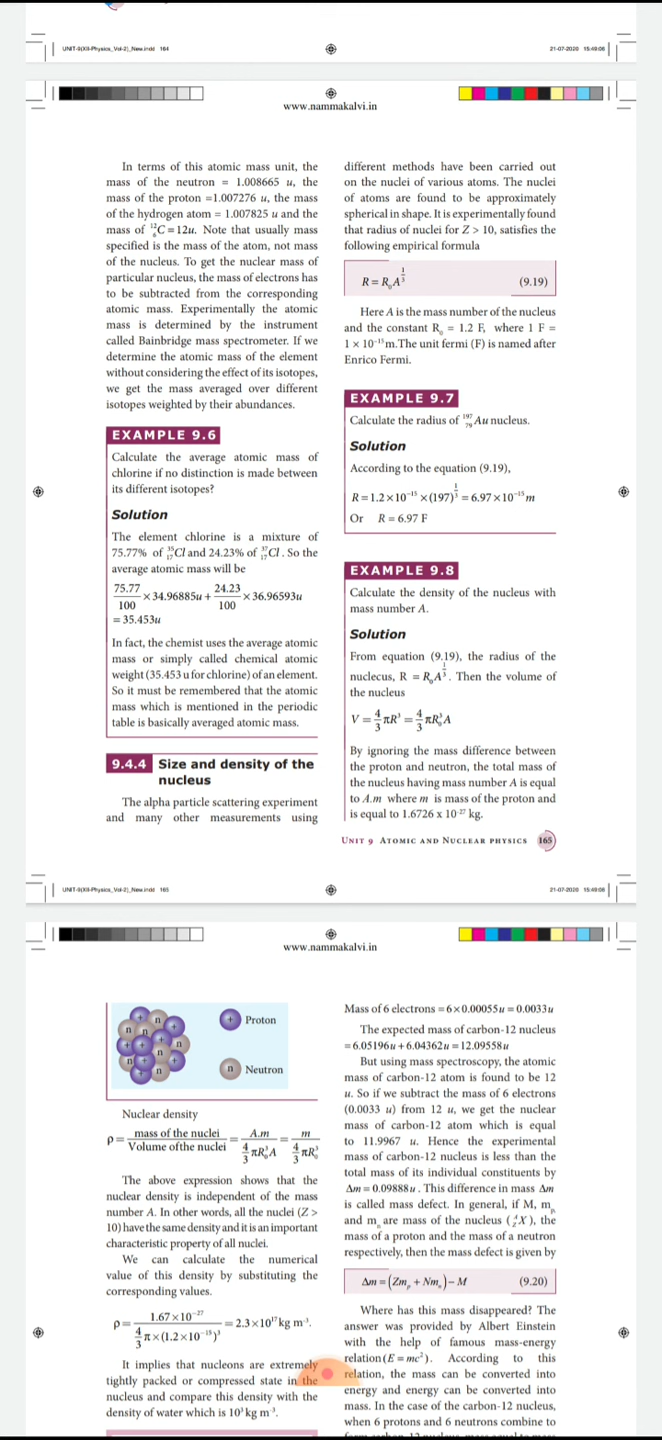 UNIT-9(XII-Physics_Vol-2)_New.indd 164
21-07-2020 15:49:06
www.nammakalvi.in
In terms of this atomic mass unit, the
mass of the neutron = 1.008665 u, the
mass of the proton =1.007276 u, the mass
of the hydrogen atom = 1.007825 u and the
mass of ¹²₆C = 12u. Note that usually mass
specified is the mass of the atom, not mass
of the nucleus. To get the nuclear mass of
particular nucleus, the mass of electrons has
to be subtracted from the corresponding
atomic mass. Experimentally the atomic
mass is determined by the instrument
called Bainbridge mass spectrometer. If we
determine the atomic mass of the element
without considering the effect of its isotopes,
we get the mass averaged over different
isotopes weighted by their abundances.
EXAMPLE 9.6
Calculate the average atomic mass of
chlorine if no distinction is made between
its different isotopes?
Solution
The element chlorine is a mixture of
75.77% of ³⁵₁₇Cl and 24.23% of ³⁷₁₇Cl. So the
average atomic mass will be
75.77/100 × 34.96885u + 24.23/100 × 36.96593u
= 35.453u
In fact, the chemist uses the average atomic
mass or simply called chemical atomic
weight (35.453 u for chlorine) of an element.
So it must be remembered that the atomic
mass which is mentioned in the periodic
table is basically averaged atomic mass.
9.4.4 Size and density of the
nucleus
The alpha particle scattering experiment
and many other measurements using
different methods have been carried out
on the nuclei of various atoms. The nuclei
of atoms are found to be approximately
spherical in shape. It is experimentally found
that radius of nuclei for Z > 10, satisfies the
following empirical formula
R = R₀A^(1/3) (9.19)
Here A is the mass number of the nucleus
and the constant R₀ = 1.2 F, where 1 F =
1 × 10⁻¹⁵m.The unit fermi (F) is named after
Enrico Fermi.
EXAMPLE 9.7
Calculate the radius of ¹⁹⁷₇₉Au nucleus.
Solution
According to the equation (9.19),
R = 1.2×10⁻¹⁵ ×(197)^(1/3) = 6.97×10⁻¹⁵m
Or R = 6.97 F
EXAMPLE 9.8
Calculate the density of the nucleus with
mass number A.
Solution
From equation (9.19), the radius of the
nuclecus, R = R₀A^(1/3). Then the volume of
the nucleus
V = 4/3 πR³ = 4/3 πR₀³A
By ignoring the mass difference between
the proton and neutron, the total mass of
the nucleus having mass number A is equal
to A.m where m is mass of the proton and
is equal to 1.6726 x 10⁻²⁷ kg.
UNIT 9 ATOMIC AND NUCLEAR PHYSICS 165
UNIT-9(XII-Physics_Vol-2)_New.indd 165
21-07-2020 15:49:06
www.nammakalvi.in
Proton
n Neutron
Nuclear density
ρ = mass of the nuclei/Volume ofthe nuclei = A.m/(4/3 πR₀³A) = m/(4/3 πR₀³)
The above expression shows that the
nuclear density is independent of the mass
number A. In other words, all the nuclei (Z >
10) have the same density and it is an important
characteristic property of all nuclei.
We can calculate the numerical
value of this density by substituting the
corresponding values.
ρ = 1.67×10⁻²⁷/(4/3 π×(1.2×10⁻¹⁵)³) = 2.3×10¹⁷kg m⁻³.
It implies that nucleons are extremely
tightly packed or compressed state in the
nucleus and compare this density with the
density of water which is 10³ kg m⁻³.
Mass of 6 electrons = 6×0.00055u = 0.0033u
The expected mass of carbon-12 nucleus
= 6.05196u + 6.04362u = 12.09558u
But using mass spectroscopy, the atomic
mass of carbon-12 atom is found to be 12
u. So if we subtract the mass of 6 electrons
(0.0033 u) from 12 u, we get the nuclear
mass of carbon-12 atom which is equal
to 11.9967 u. Hence the experimental
mass of carbon-12 nucleus is less than the
total mass of its individual constituents by
Δm = 0.09888u. This difference in mass Δm
is called mass defect. In general, if M, mₚ
and mₙ are mass of the nucleus (ᴬ_ZX), the
mass of a proton and the mass of a neutron
respectively, then the mass defect is given by
Δm = (Zmₚ + Nmₙ) – M (9.20)
Where has this mass disappeared? The
answer was provided by Albert Einstein
with the help of famous mass-energy
relation (E = mc²). According to this
relation, the mass can be converted into
energy and energy can be converted into
mass. In the case of the carbon-12 nucleus,
when 6 protons and 6 neutrons combine to